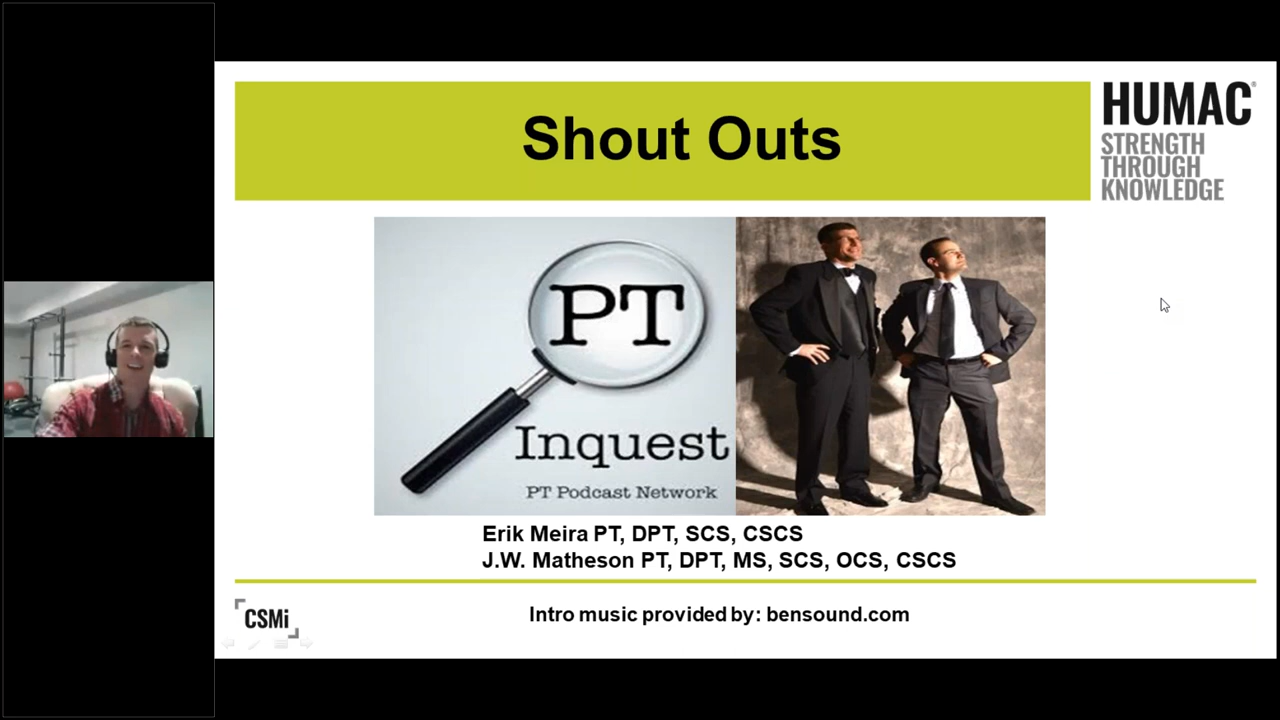 Shout Outs
HUMAC®
STRENGTH
THROUGH
KNOWLEDGE
PT
Inquest
PT Podcast Network
Erik Meira PT, DPT, SCS, CSCS
J.W. Matheson PT, DPT, MS, SCS, OCS, CSCS
CSMi
Intro music provided by: bensound.com